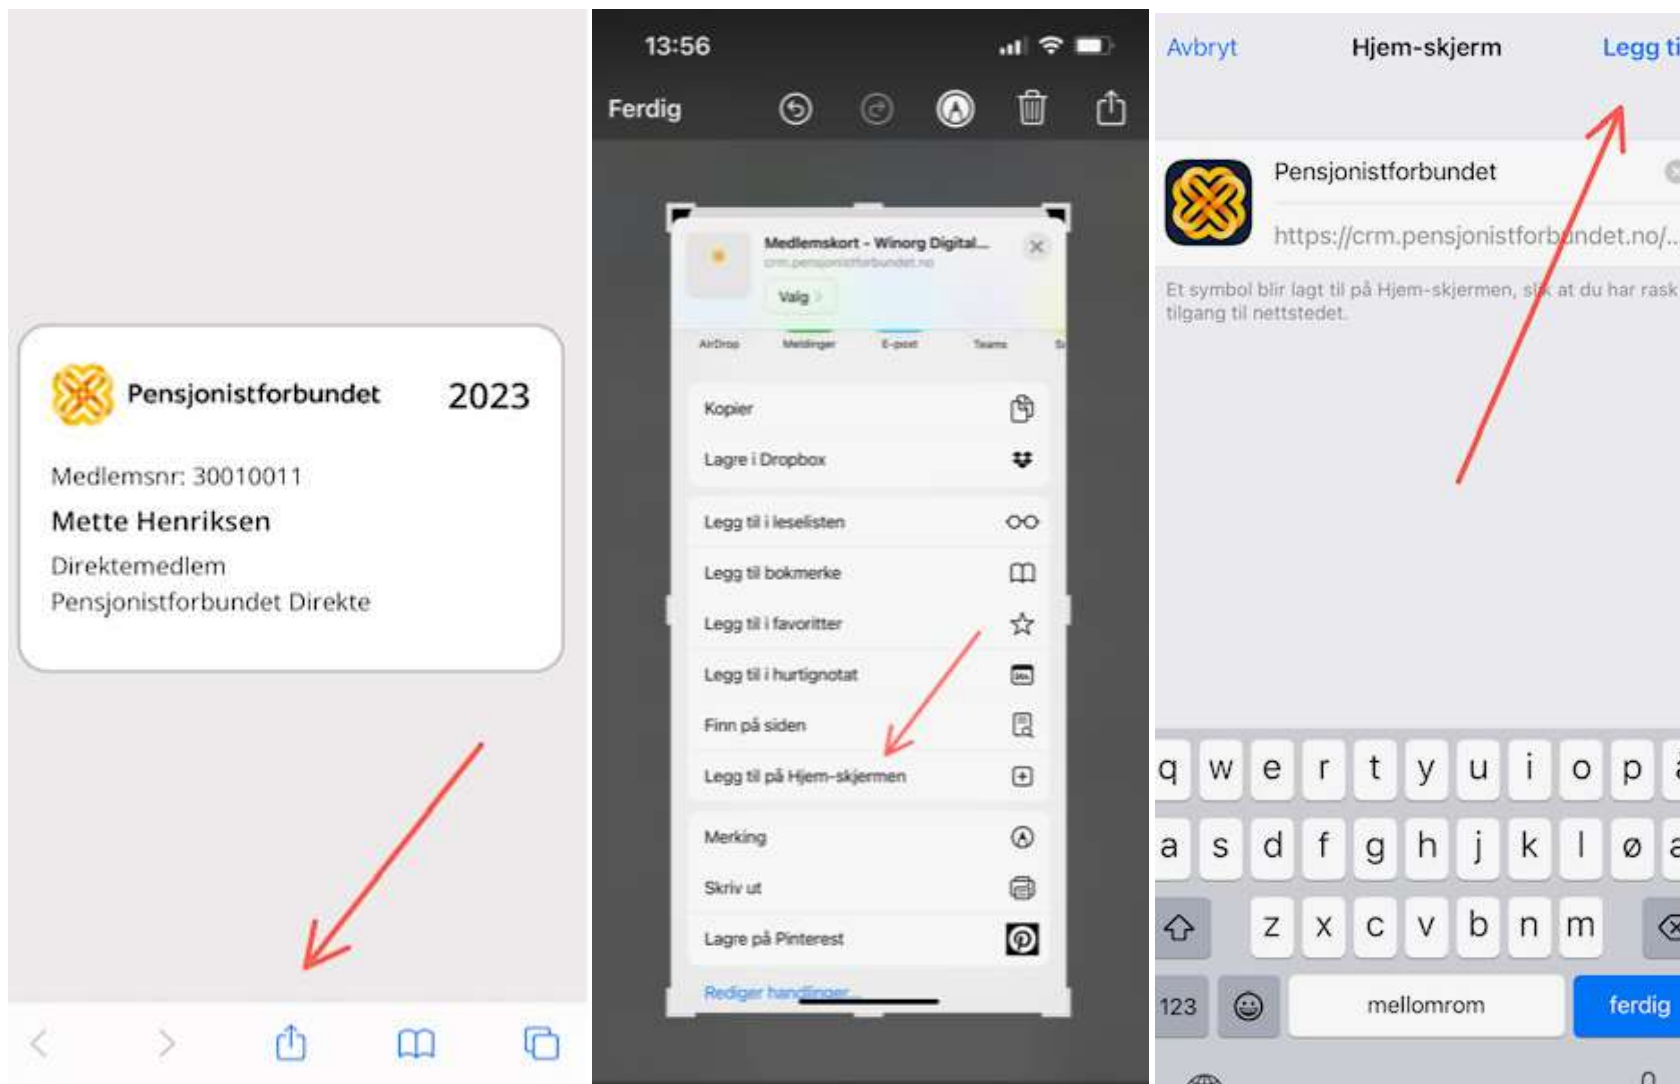 Pensjonistforbundet 2023
Medlemsnr: 30010011
Mette Henriksen
Direktemedlem
Pensjonistforbundet Direkte
13:56
Ferdig
Medlemskort - Winorg Digital...
crm.pensjonistforbundet.no
Valg >
AirDrop Meldinger E-post Teams
Kopier
Lagre i Dropbox
Legg til i leselisten
Legg til bokmerke
Legg til i favoritter
Legg til i hurtignotat
Finn på siden
Legg til på Hjem-skjermen
Merking
Skriv ut
Lagre på Pinterest
Rediger handlinger...
Avbryt Hjem-skjerm Legg ti
Pensjonistforbundet
https://crm.pensjonistforbundet.no/...
Et symbol blir lagt til på Hjem-skjermen, slik at du har rask
tilgang til nettstedet.
q w e r t y u i o p å
a s d f g h j k l ø æ
z x c v b n m
123 mellomrom ferdig